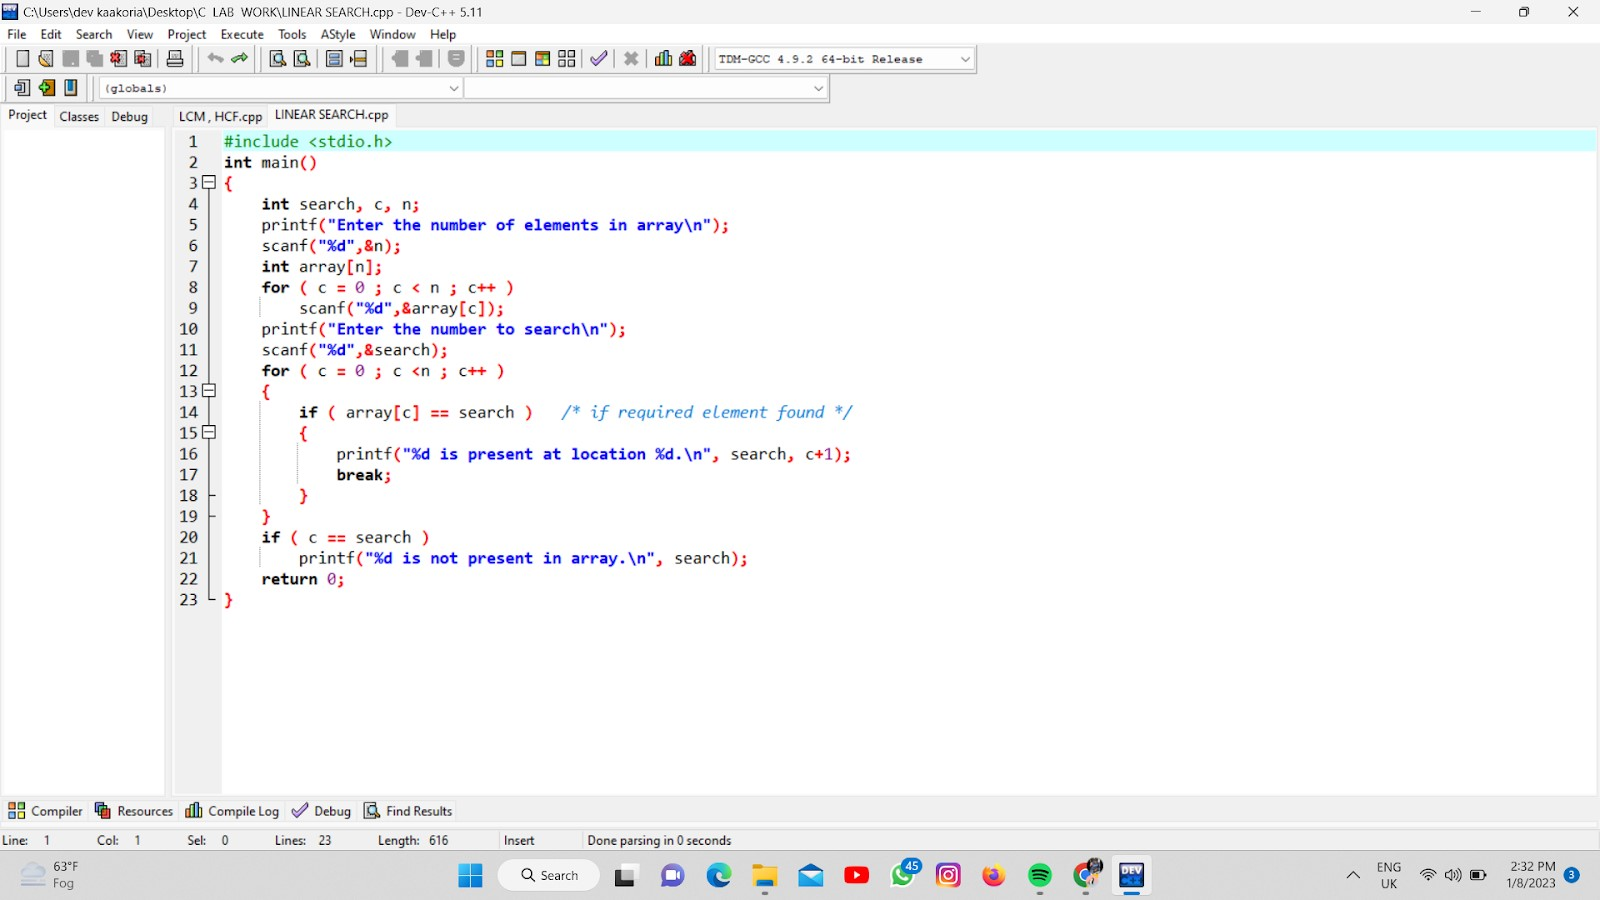 C:\Users\dev kaakoria\Desktop\C LAB WORK\LINEAR SEARCH.cpp - Dev-C++ 5.11
File Edit Search View Project Execute Tools AStyle Window Help
TDM-GCC 4.9.2 64-bit Release
(globals)
Project Classes Debug LCM , HCF.cpp LINEAR SEARCH.cpp
1 #include <stdio.h>
2 int main()
3 {
4 int search, c, n;
5 printf("Enter the number of elements in array\n");
6 scanf("%d",&n);
7 int array[n];
8 for ( c = 0 ; c < n ; c++ )
9 scanf("%d",&array[c]);
10 printf("Enter the number to search\n");
11 scanf("%d",&search);
12 for ( c = 0 ; c <n ; c++ )
13 {
14 if ( array[c] == search ) /* if required element found */
15 {
16 printf("%d is present at location %d.\n", search, c+1);
17 break;
18 }
19 }
20 if ( c == search )
21 printf("%d is not present in array.\n", search);
22 return 0;
23 }
Compiler Resources Compile Log Debug Find Results
Line: 1 Col: 1 Sel: 0 Lines: 23 Length: 616 Insert Done parsing in 0 seconds
63°F
Fog
Search
45
DEV
ENG
UK
2:32 PM
1/8/2023
3